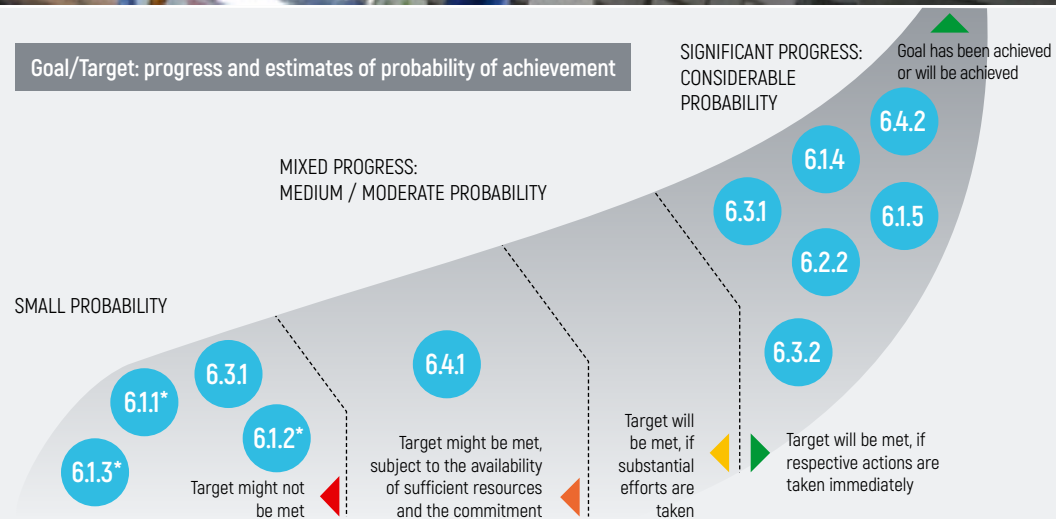 Goal/Target: progress and estimates of probability of achievement
SIGNIFICANT PROGRESS:
CONSIDERABLE
PROBABILITY
Goal has been achieved
or will be achieved
6.4.2
6.1.4
6.3.1
6.1.5
6.2.2
6.3.2
MIXED PROGRESS:
MEDIUM / MODERATE PROBABILITY
6.4.1
SMALL PROBABILITY
6.3.1
6.1.1*
6.1.2*
6.1.3*
Target might not
be met
Target might be met,
subject to the availability
of sufficient resources
and the commitment
Target will
be met, if
substantial
efforts are
taken
Target will be met, if
respective actions are
taken immediately